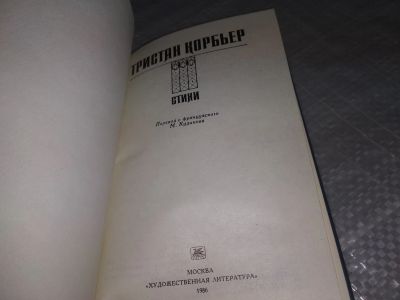 ТРИСТАН КОРБЬЕР
СТИХИ
Перевод с французского
М.
МОСКВА
«ХУДОЖЕСТВЕННАЯ ЛИТЕРАТУРА»
1986